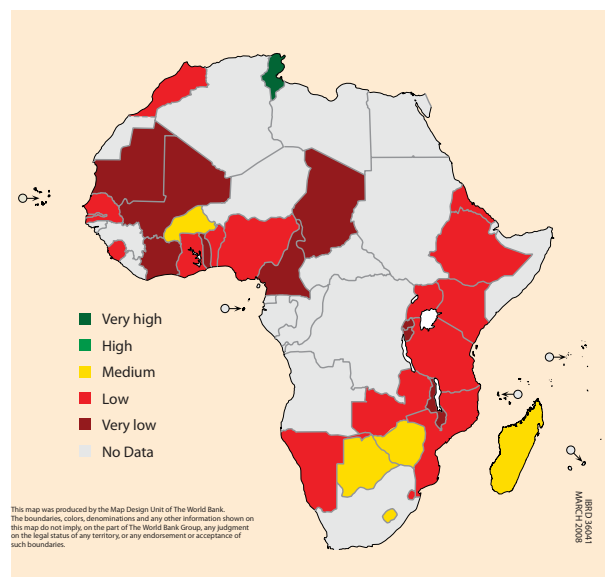 Very high
High
Medium
Low
Very low
No Data
This map was produced by the Map Design Unit of The World Bank.
The boundaries, colors, denominations and any other information shown on
this map do not imply, on the part of The World Bank Group, any judgment
on the legal status of any territory, or any endorsement or acceptance of
such boundaries.
IBRD 36041
MARCH 2008